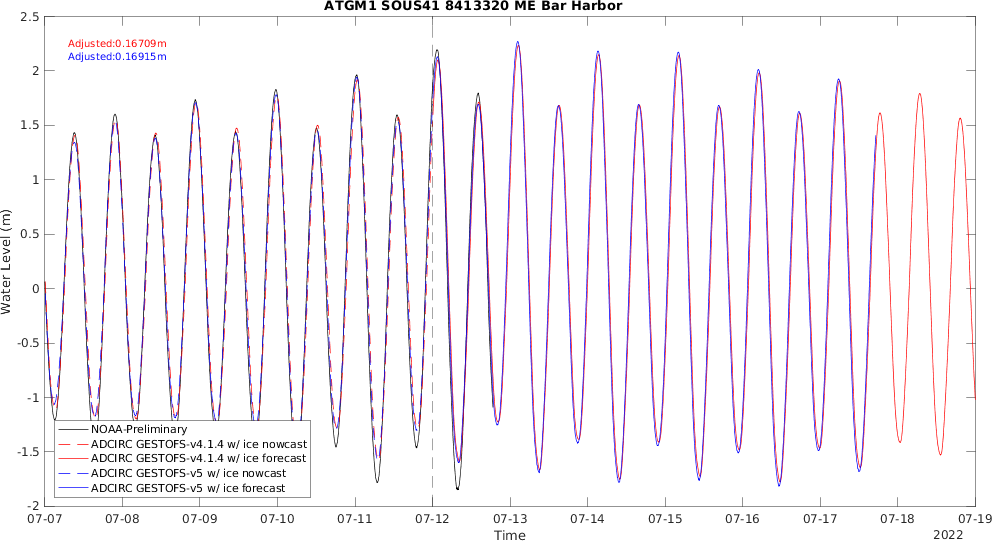 ATGM1 SOUS41 8413320 ME Bar Harbor
Adjusted:0.16709m
Adjusted:0.16915m
2.5
2
1.5
1
0.5
0
-0.5
-1
-1.5
-2
Water Level (m)
NOAA-Preliminary
ADCIRC GESTOFS-v4.1.4 w/ ice nowcast
ADCIRC GESTOFS-v4.1.4 w/ ice forecast
ADCIRC GESTOFS-v5 w/ ice nowcast
ADCIRC GESTOFS-v5 w/ ice forecast
07-07 07-08 07-09 07-10 07-11 07-12 07-13 07-14 07-15 07-16 07-17 07-18 07-19
Time
2022